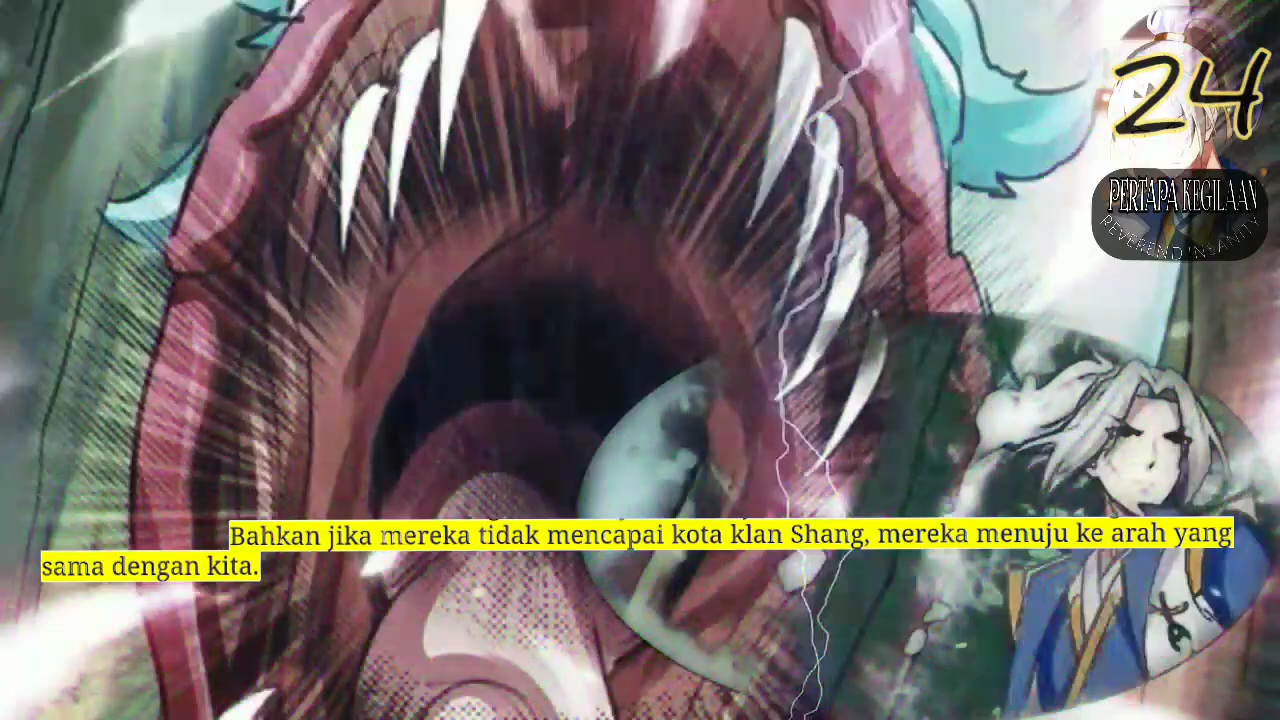 24
PERTAPA KEGILAAN
REVEREND INSANITY
Bahkan jika mereka tidak mencapai kota klan Shang, mereka menuju ke arah yang
sama dengan kita.